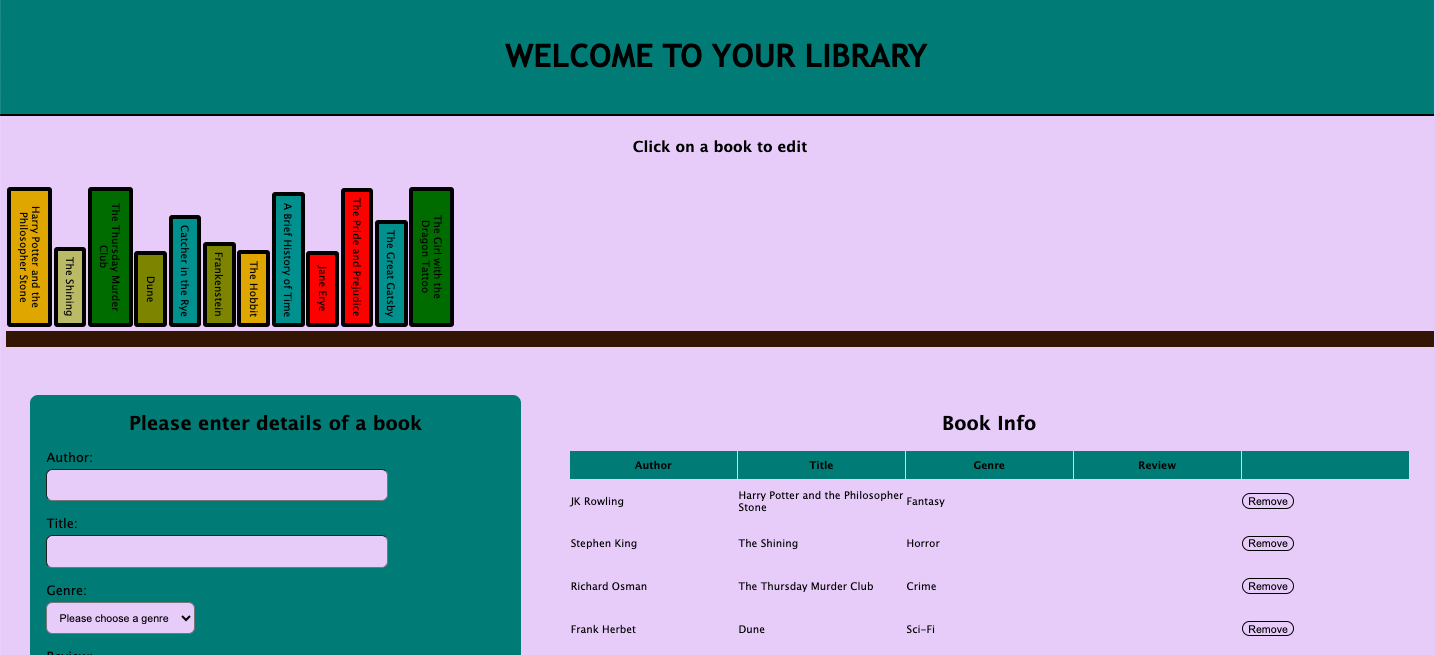 WELCOME TO YOUR LIBRARY
Click on a book to edit
Harry Potter and the
Philosopher Stone
The Shining
The Thursday Murder
Club
Dune
Catcher in the Rye
Frankenstein
The Hobbit
A Brief History of Time
Jane Erye
The Pride and Prejudice
The Great Gatsby
The Girl with the
Dragon Tattoo
Please enter details of a book
Author:
Title:
Genre:
Please choose a genre
Review:
Book Info
Author Title Genre Review
JK Rowling Harry Potter and the Philosopher Stone Fantasy Remove
Stephen King The Shining Horror Remove
Richard Osman The Thursday Murder Club Crime Remove
Frank Herbet Dune Sci-Fi Remove